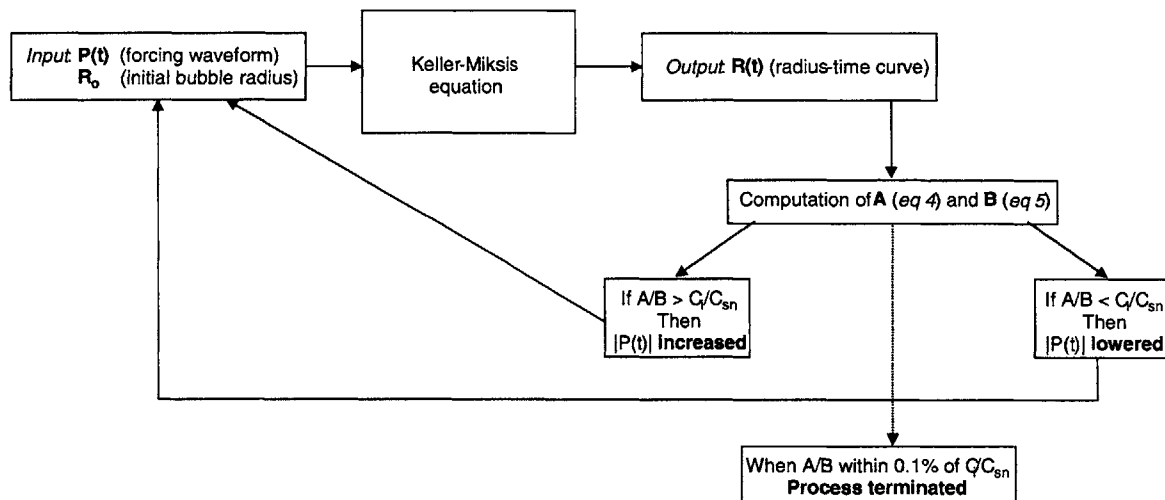 Input P(t) (forcing waveform)
Ro (initial bubble radius)
Keller-Miksis
equation
Output R(t) (radius-time curve)
Computation of A (eq 4) and B (eq 5)
If A/B > Ci/Csn
Then
|P(t)| increased
If A/B < Ci/Csn
Then
|P(t)| lowered
When A/B within 0.1% of Ci/Csn
Process terminated